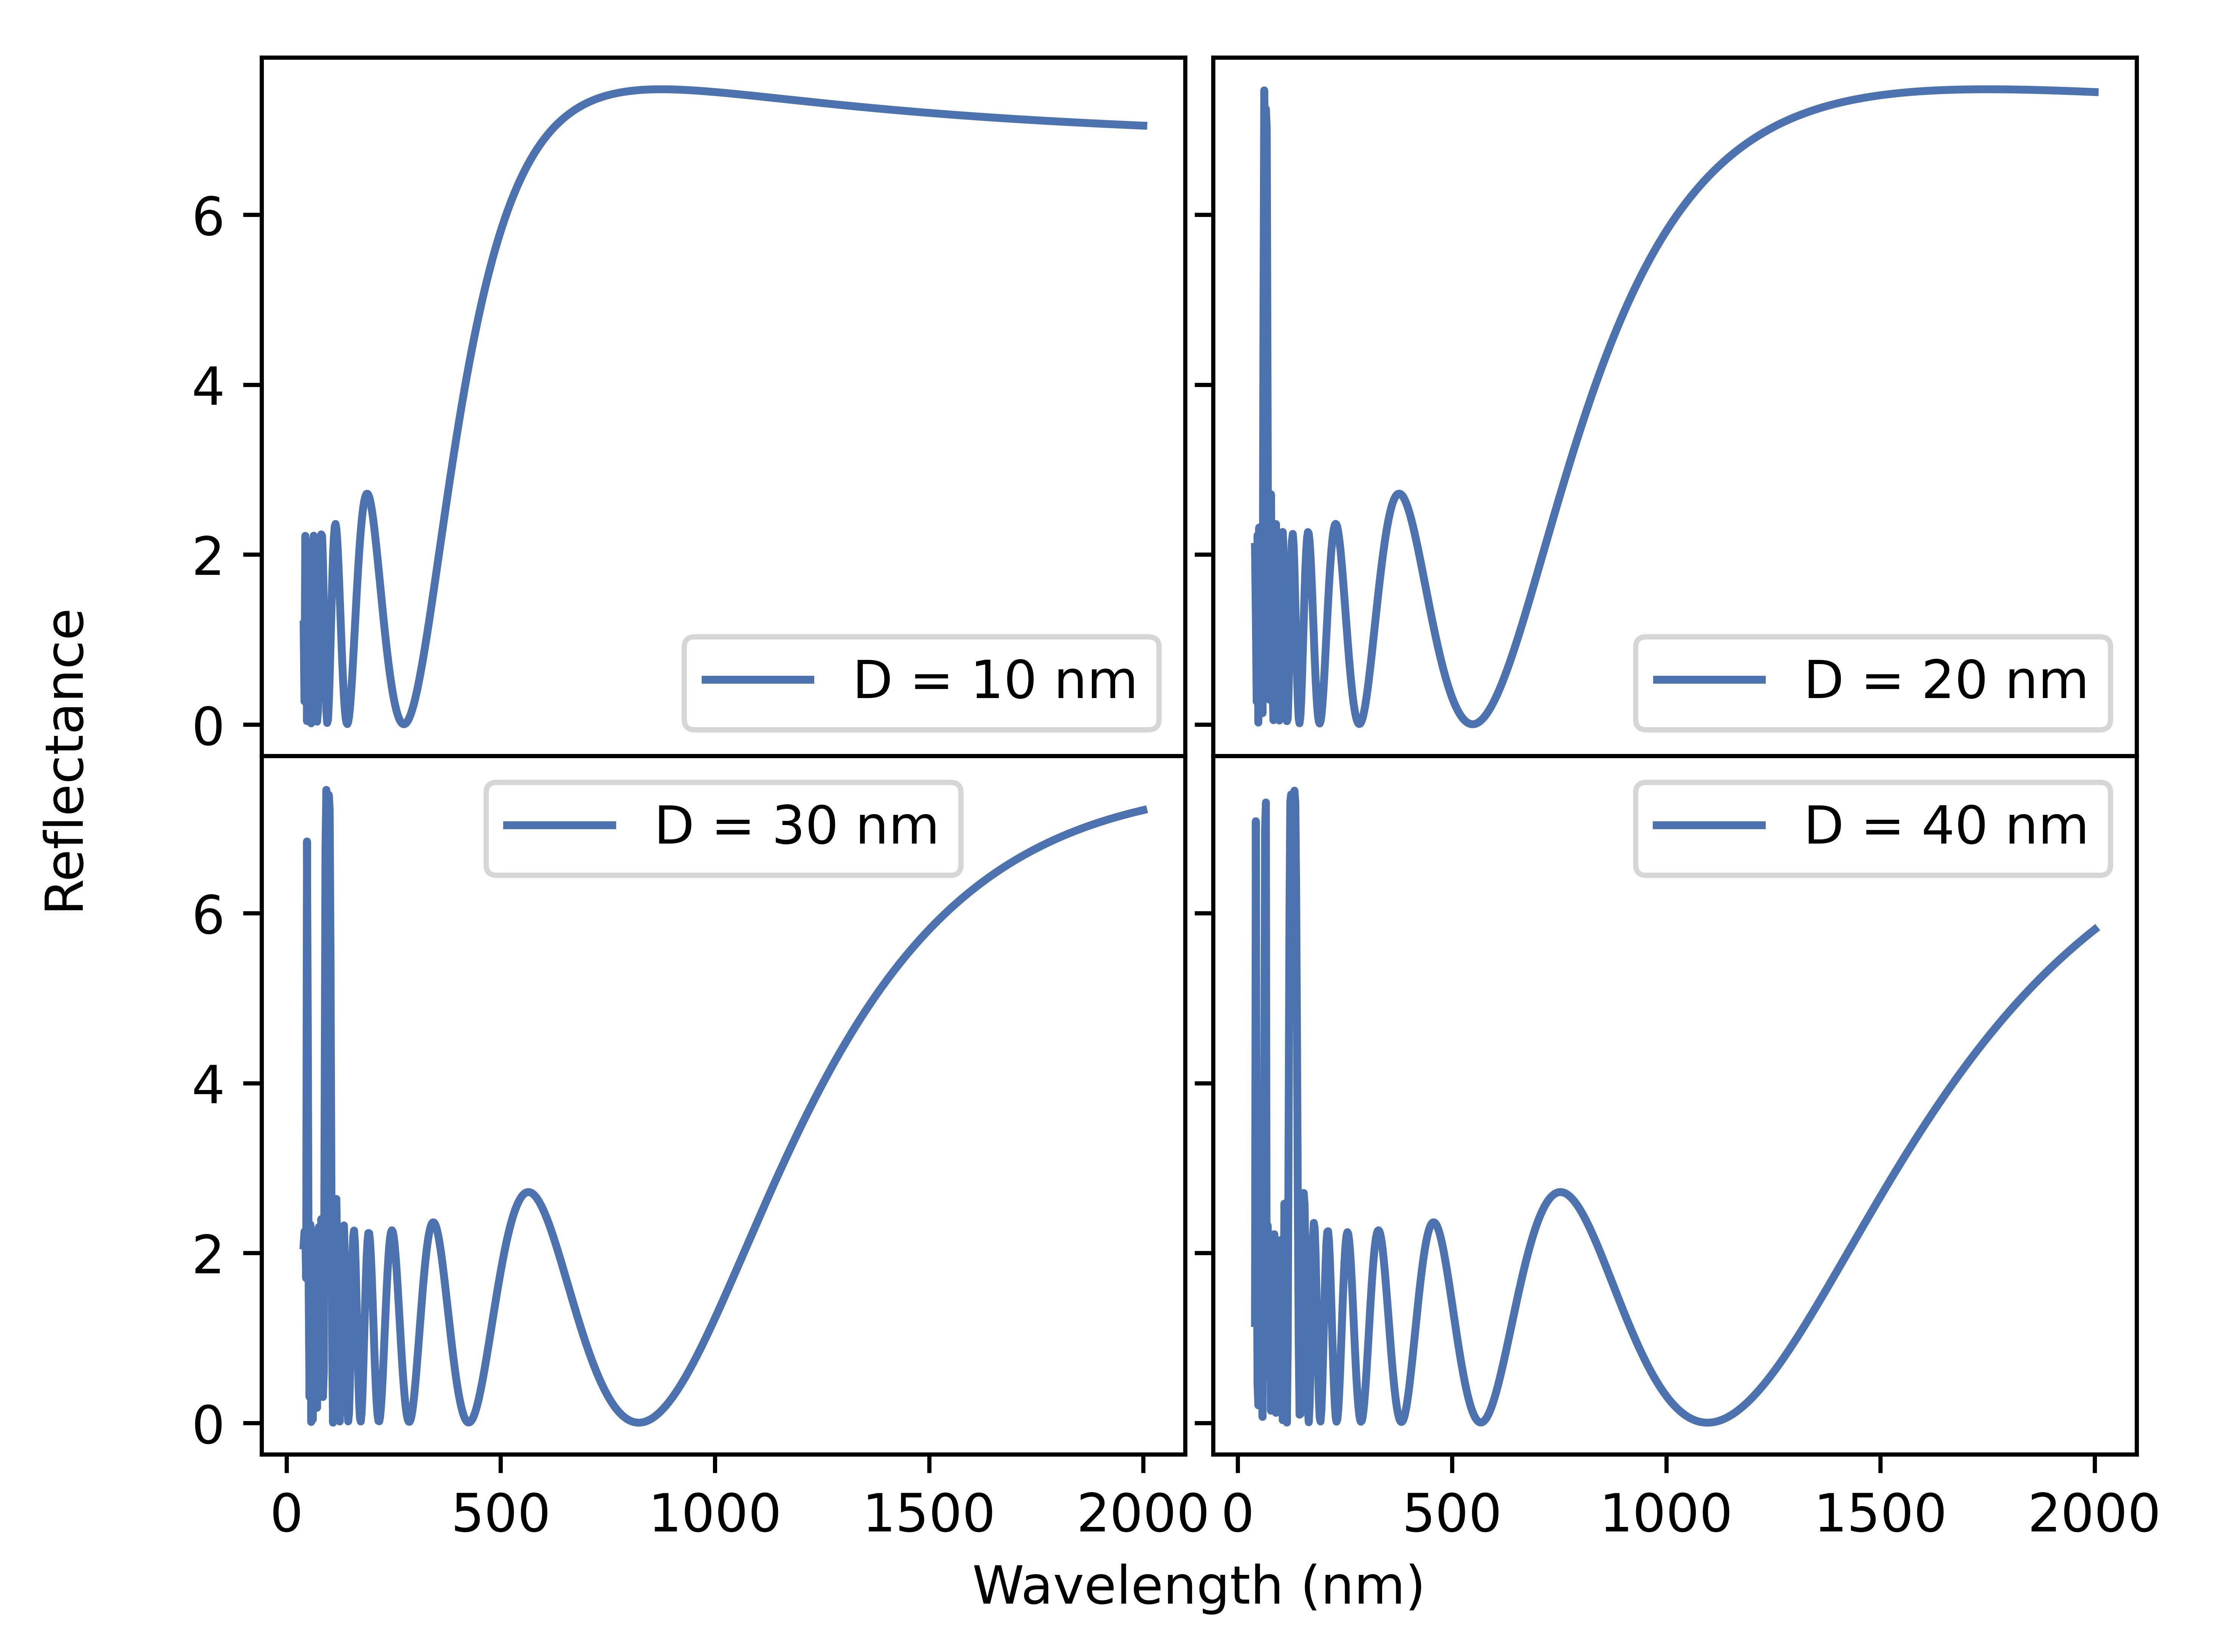 Reflectance
6
4
2
0
D = 10 nm
D = 20 nm
6
4
2
0
D = 30 nm
D = 40 nm
0 500 1000 1500 2000
0 500 1000 1500 2000
Wavelength (nm)